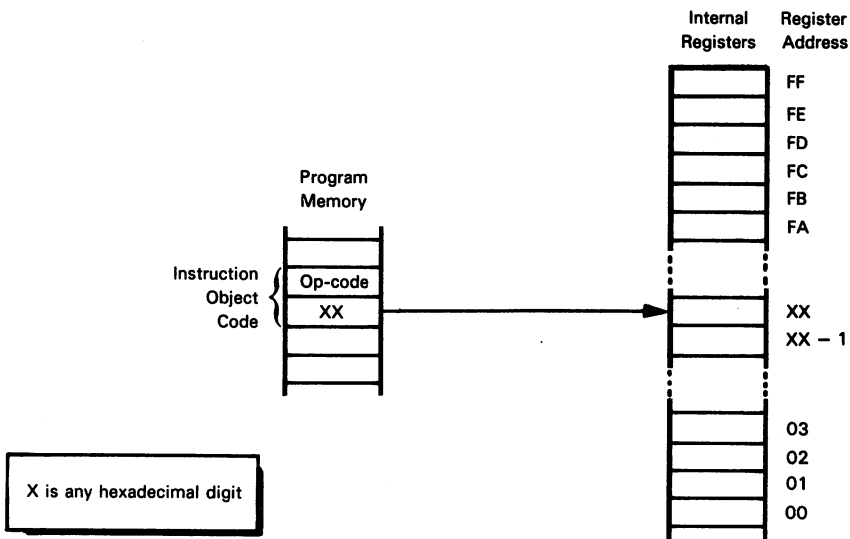 Internal Registers
Register Address
FF
FE
FD
FC
FB
FA
Program Memory
Instruction Object Code
Op-code
XX
XX
XX – 1
03
02
01
00
X is any hexadecimal digit